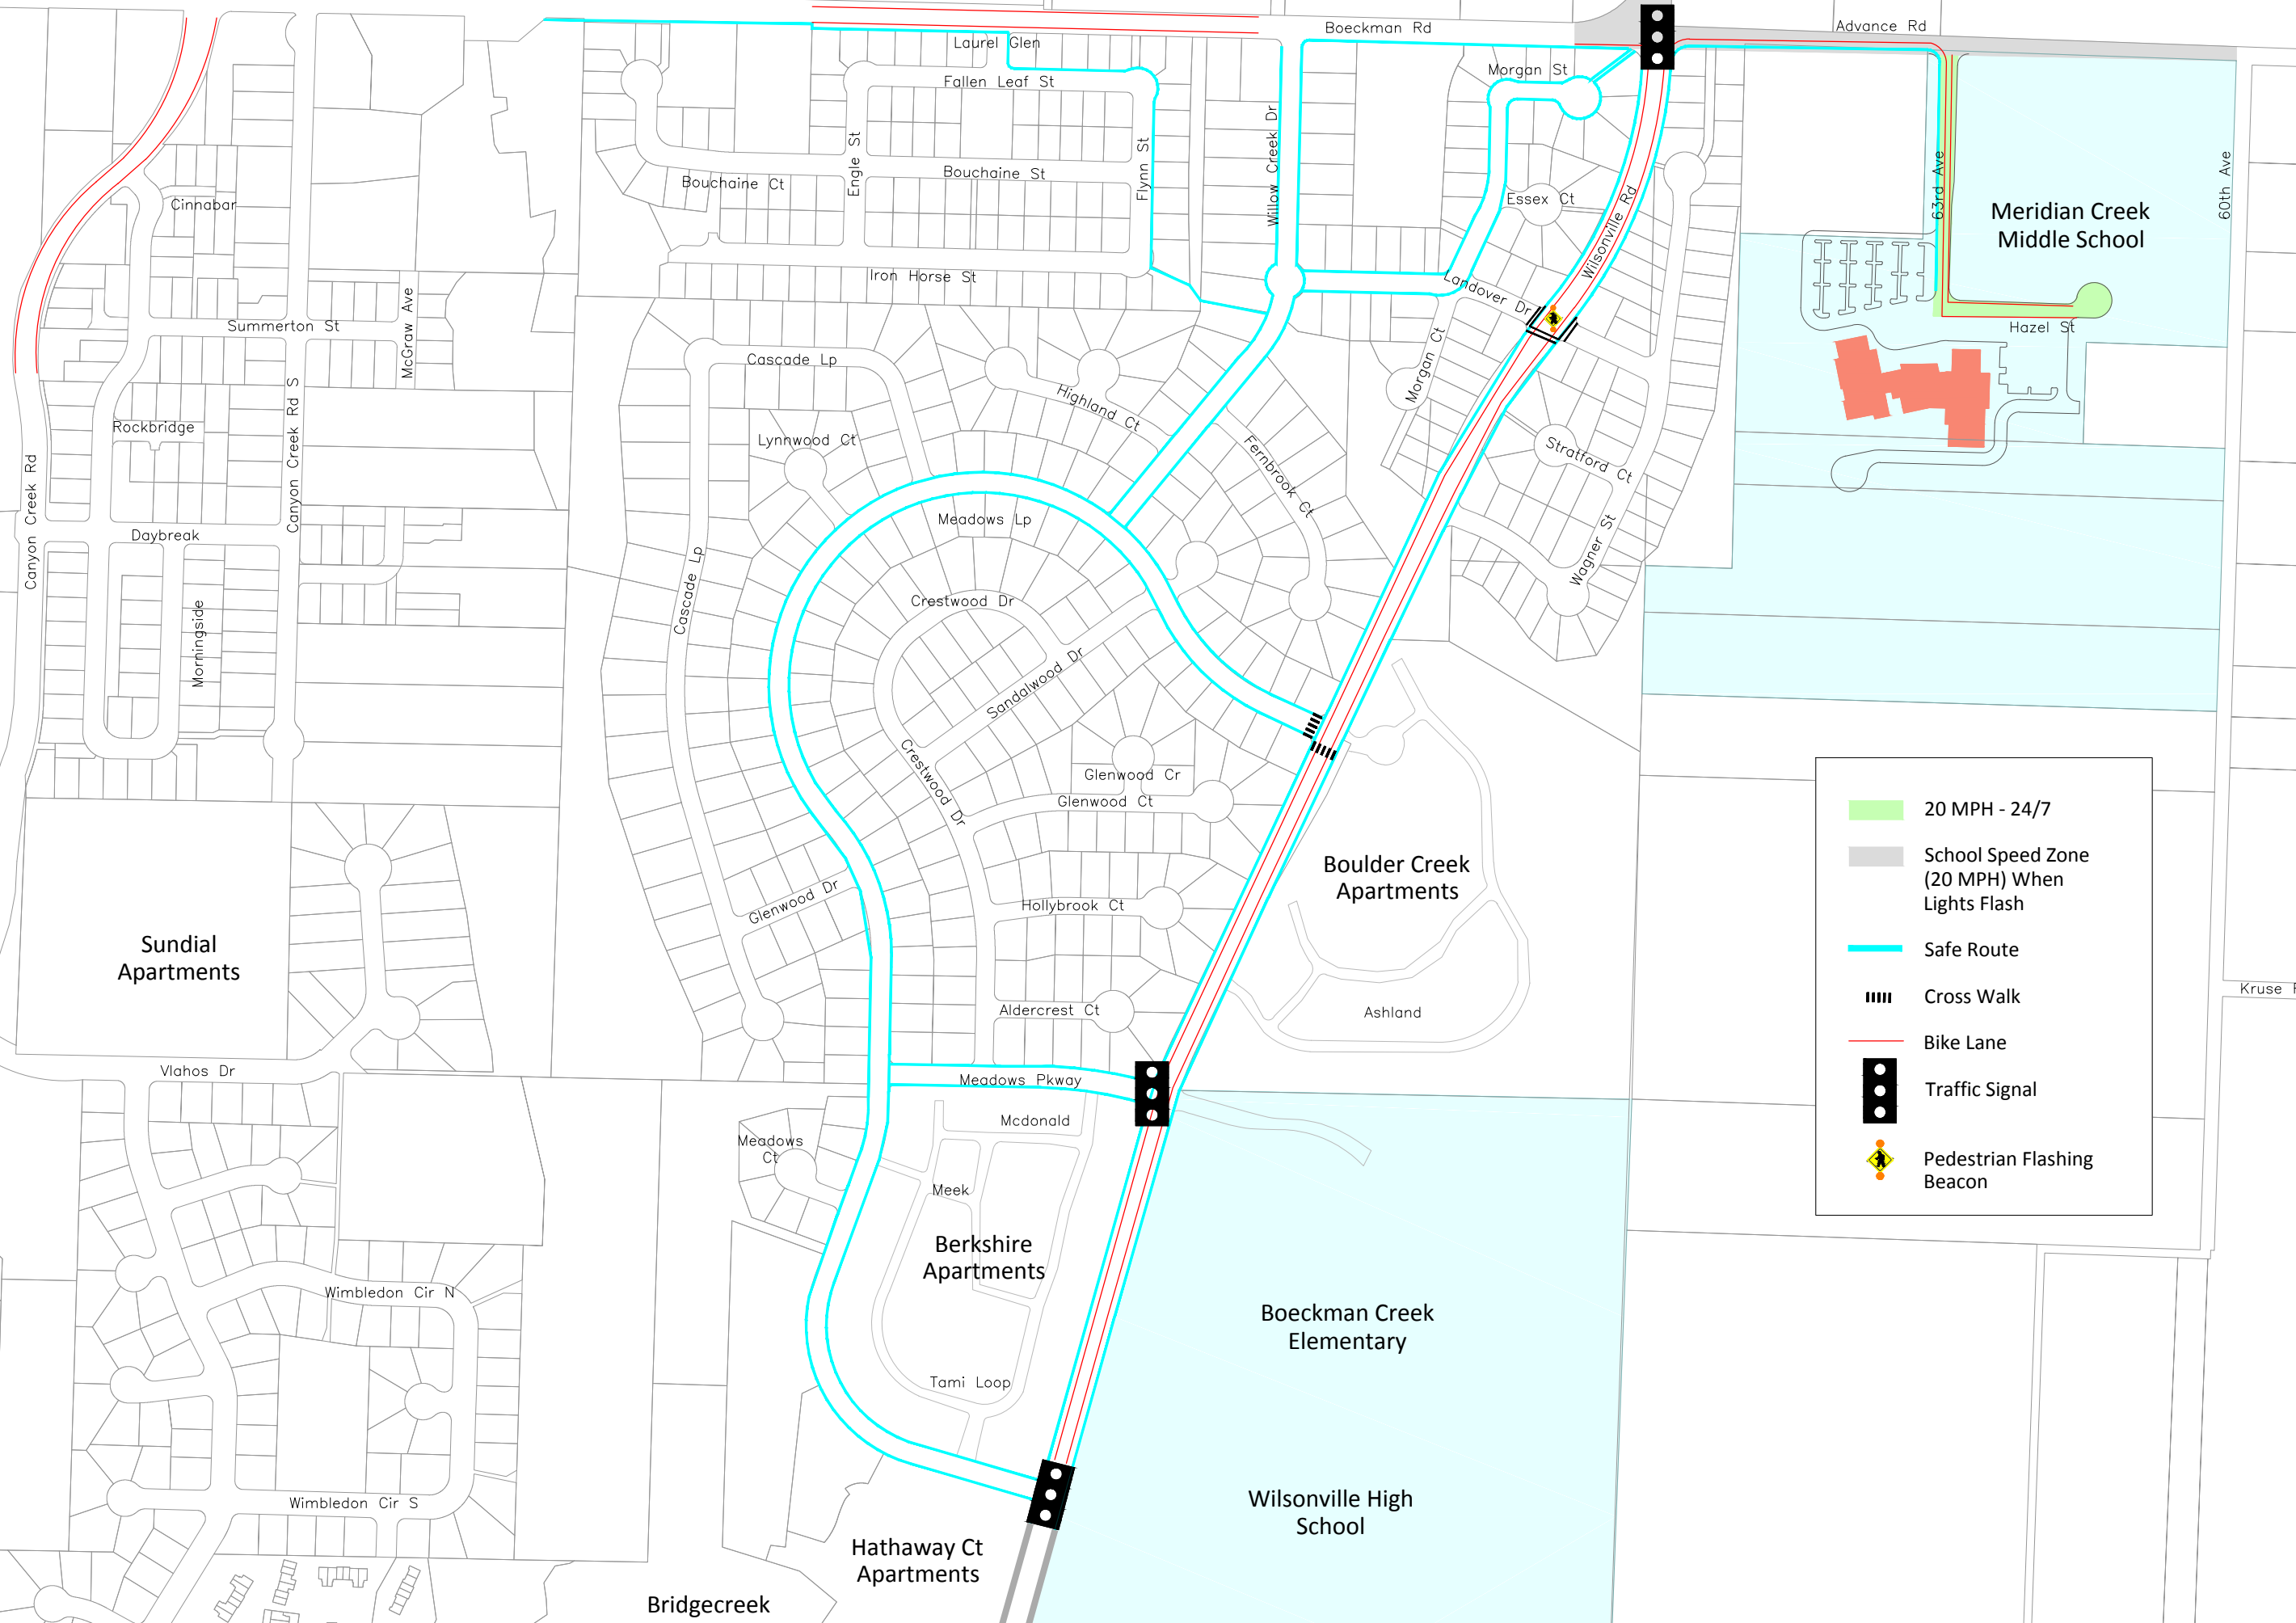 Boeckman Rd
Advance Rd
Laurel Glen
Fallen Leaf St
Morgan St
Engle St
Flynn St
Willow Creek Dr
Bouchaine Ct
Bouchaine St
Essex Ct
Wilsonville Rd
63rd Ave
60th Ave
Meridian Creek
Middle School
Cinnabar
Iron Horse St
Landover Dr
Summerton St
McGraw Ave
Hazel St
Cascade Lp
Highland Ct
Morgan Ct
Rockbridge
Canyon Creek Rd S
Lynnwood Ct
Fernbrook Ct
Stratford Ct
Canyon Creek Rd
Daybreak
Meadows Lp
Wagner St
Cascade Lp
Morningside
Crestwood Dr
Sandalwood Dr
Crestwood Dr
Glenwood Cr
Glenwood Ct
Boulder Creek
Apartments
Glenwood Dr
Hollybrook Ct
Sundial
Apartments
Aldercrest Ct
Ashland
Kruse
Vlahos Dr
Meadows Pkway
Mcdonald
Meadows
Ct
Meek
Berkshire
Apartments
Wimbledon Cir N
Boeckman Creek
Elementary
Tami Loop
Wimbledon Cir S
Wilsonville High
School
Hathaway Ct
Apartments
Bridgecreek
20 MPH - 24/7
School Speed Zone
(20 MPH) When
Lights Flash
Safe Route
Cross Walk
Bike Lane
Traffic Signal
Pedestrian Flashing
Beacon